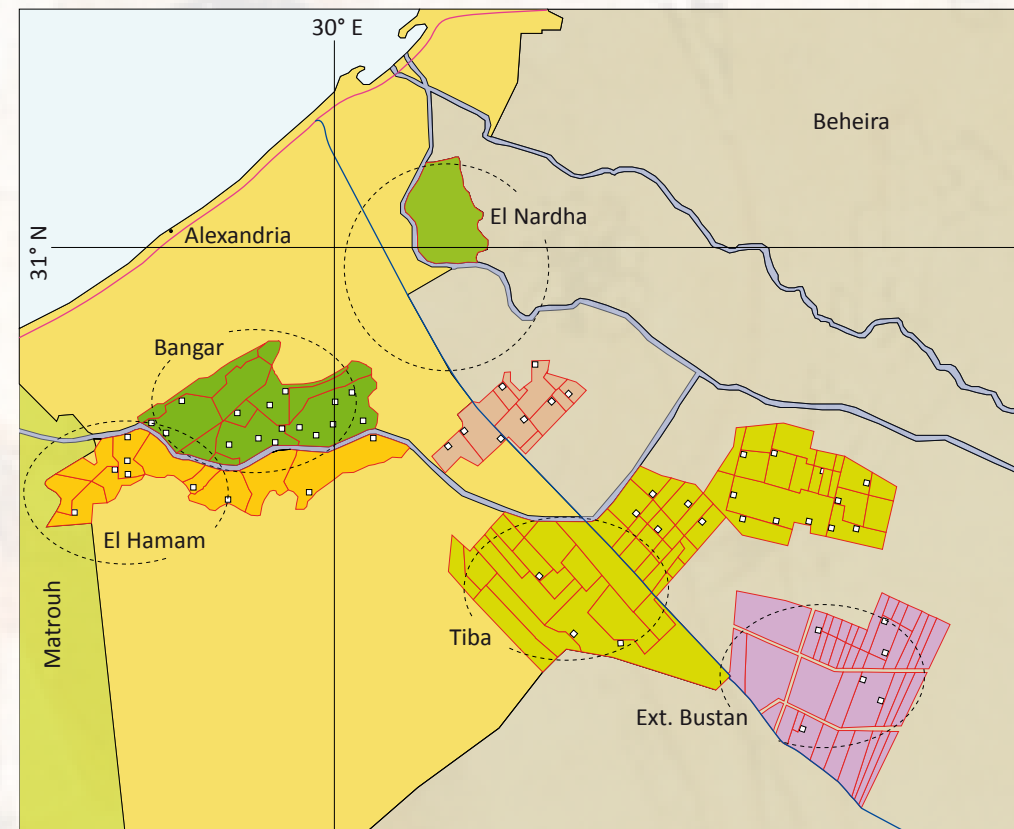 30° E
Beheira
El Nardha
31° N
Alexandria
Bangar
El Hamam
Matrouh
Tiba
Ext. Bustan